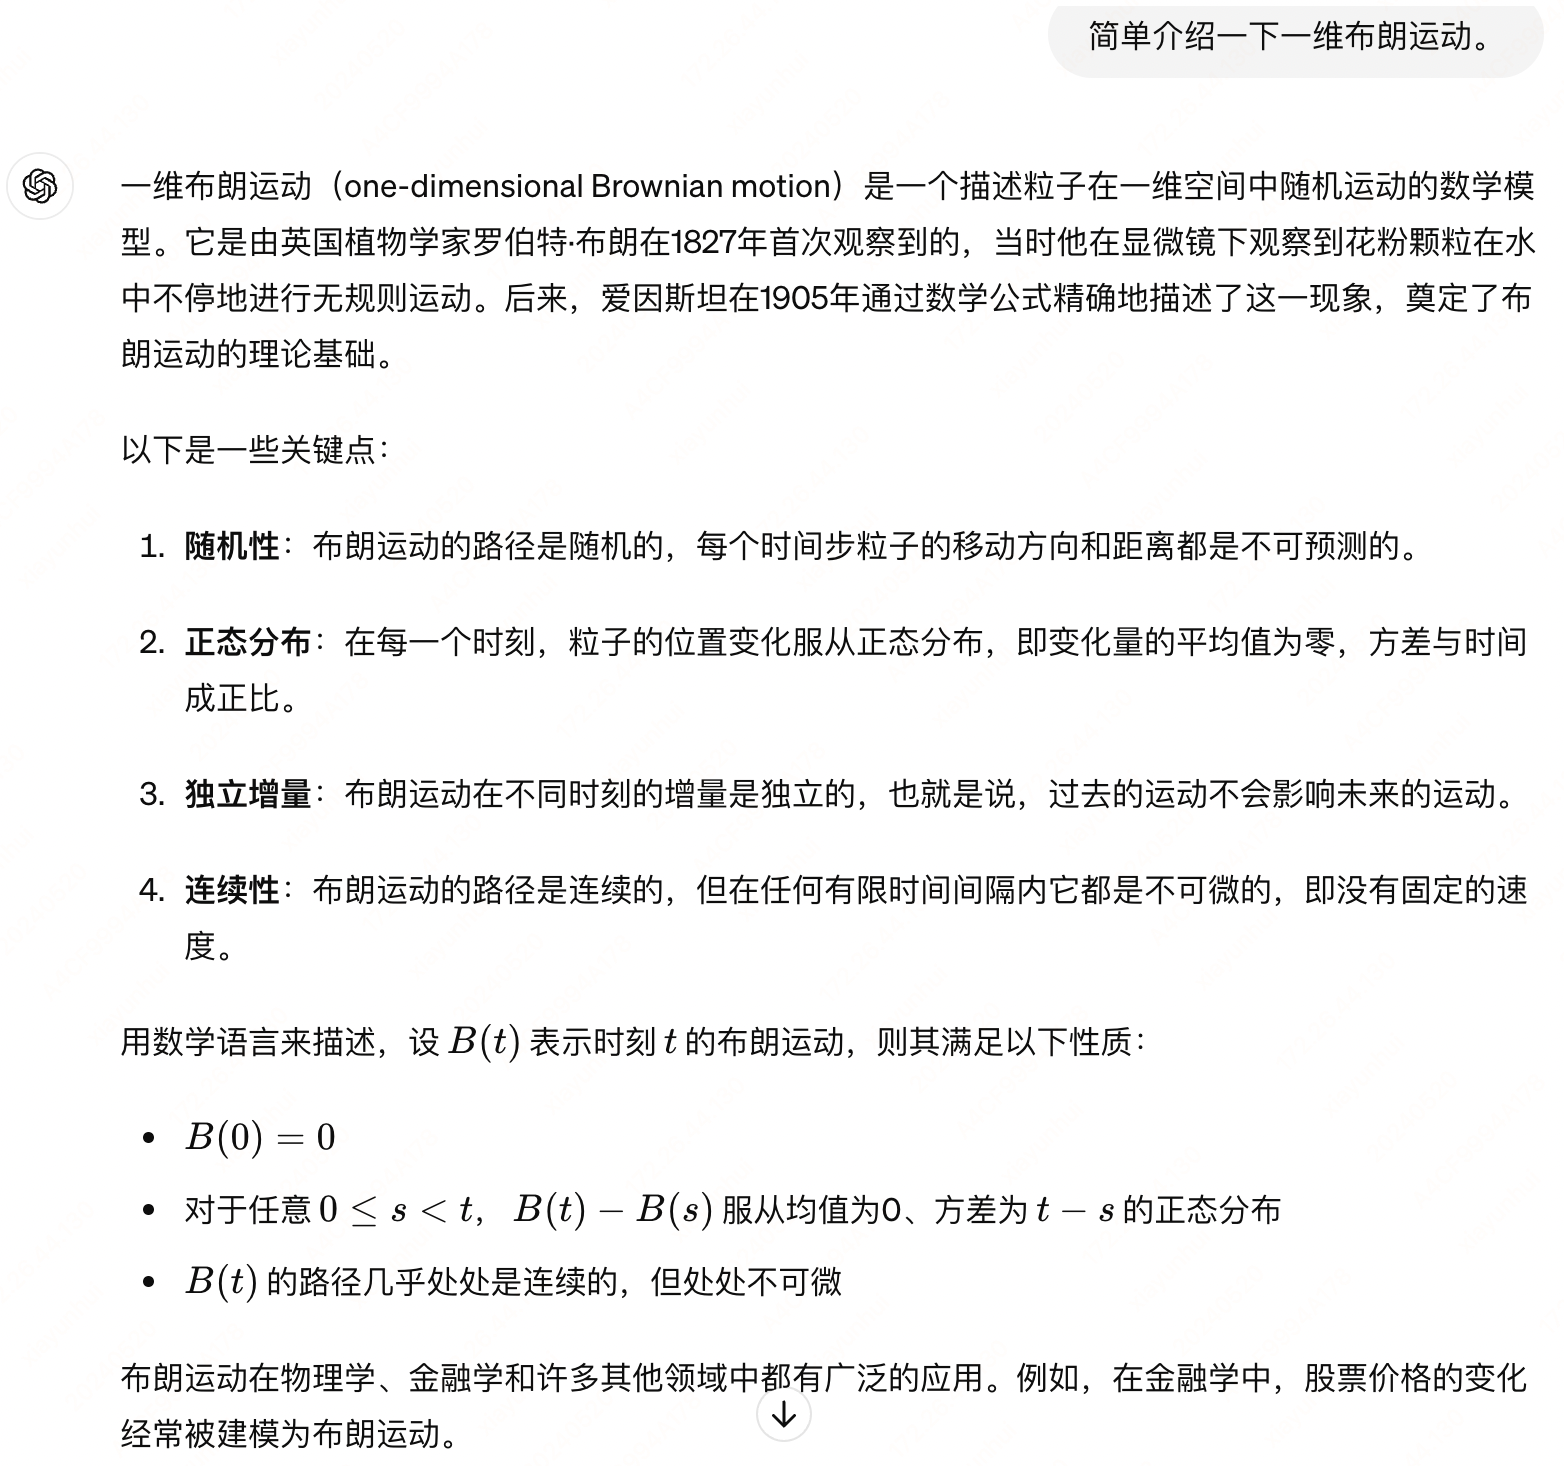 简单介绍一下一维布朗运动。
一维布朗运动（one-dimensional Brownian motion）是一个描述粒子在一维空间中随机运动的数学模
型。它是由英国植物学家罗伯特·布朗在1827年首次观察到的，当时他在显微镜下观察到花粉颗粒在水
中不停地进行无规则运动。后来，爱因斯坦在1905年通过数学公式精确地描述了这一现象，奠定了布
朗运动的理论基础。
以下是一些关键点：
1. 随机性：布朗运动的路径是随机的，每个时间步粒子的移动方向和距离都是不可预测的。
2. 正态分布：在每一个时刻，粒子的位置变化服从正态分布，即变化量的平均值为零，方差与时间
成正比。
3. 独立增量：布朗运动在不同时刻的增量是独立的，也就是说，过去的运动不会影响未来的运动。
4. 连续性：布朗运动的路径是连续的，但在任何有限时间间隔内它都是不可微的，即没有固定的速
度。
用数学语言来描述，设 B(t) 表示时刻 t 的布朗运动，则其满足以下性质：
• B(0) = 0
• 对于任意 0 ≤ s < t， B(t) − B(s) 服从均值为0、方差为 t − s 的正态分布
• B(t) 的路径几乎处处是连续的，但处处不可微
布朗运动在物理学、金融学和许多其他领域中都有广泛的应用。例如，在金融学中，股票价格的变化
经常被建模为布朗运动。